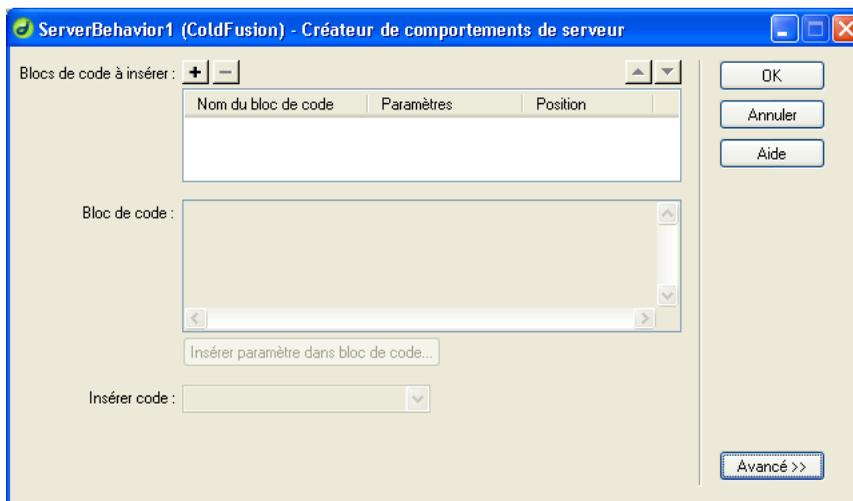 ServerBehavior1 (ColdFusion) - Créateur de comportements de serveur
Blocs de code à insérer :
Nom du bloc de code Paramètres Position
Bloc de code :
Insérer paramètre dans bloc de code...
Insérer code :
OK
Annuler
Aide
Avancé >>